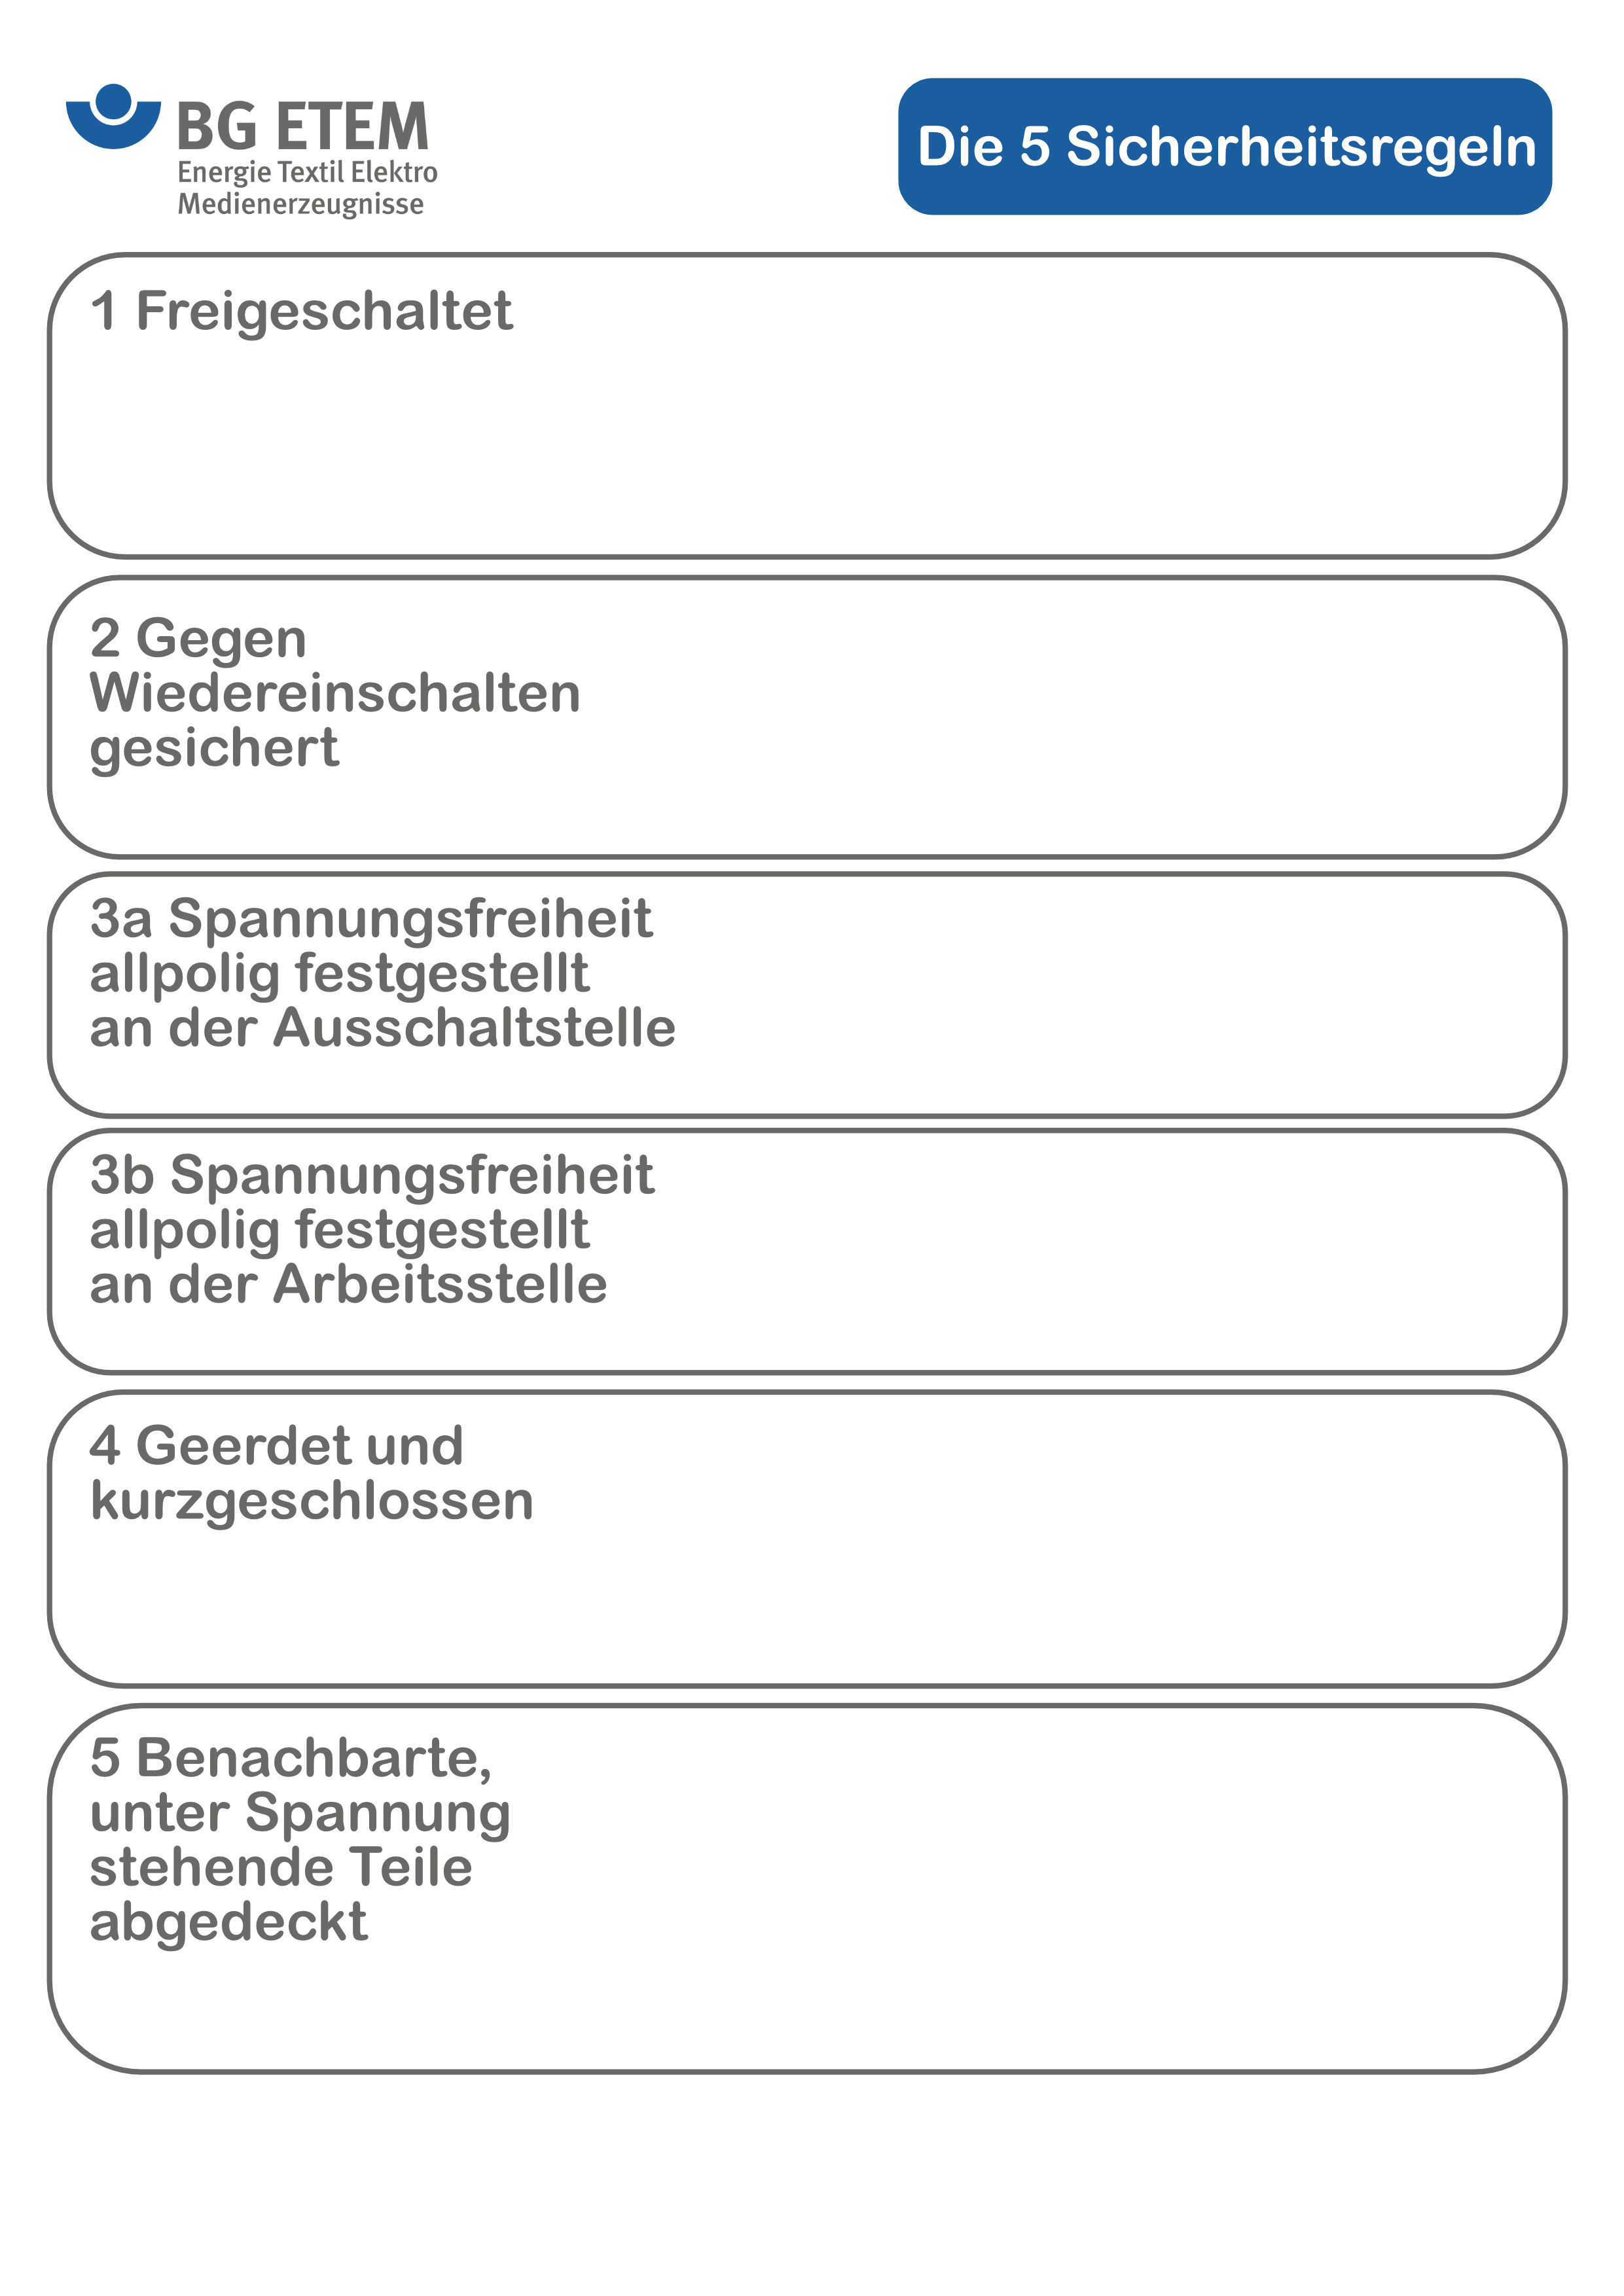 BG ETEM
Energie Textil Elektro
Medienerzeugnisse
Die 5 Sicherheitsregeln
1 Freigeschaltet
2 Gegen
Wiedereinschalten
gesichert
3a Spannungsfreiheit
allpolig festgestellt
an der Ausschaltstelle
3b Spannungsfreiheit
allpolig festgestellt
an der Arbeitsstelle
4 Geerdet und
kurzgeschlossen
5 Benachbarte,
unter Spannung
stehende Teile
abgedeckt